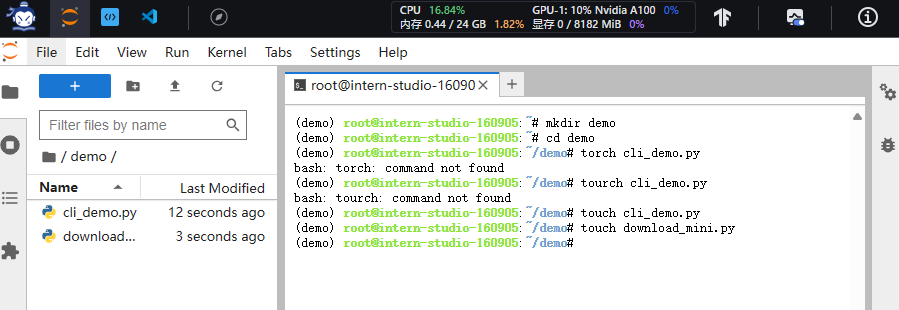 CPU 16.84% GPU-1: 10% Nvidia A100 0%
内存 0.44 / 24 GB 1.82% 显存 0 / 8182 MiB 0%
File Edit View Run Kernel Tabs Settings Help
+
Filter files by name
/ demo /
Name Last Modified
cli_demo.py 12 seconds ago
download... 3 seconds ago
root@intern-studio-16090
(demo) root@intern-studio-160905:~# mkdir demo
(demo) root@intern-studio-160905:~# cd demo
(demo) root@intern-studio-160905:~/demo# torch cli_demo.py
bash: torch: command not found
(demo) root@intern-studio-160905:~/demo# tourch cli_demo.py
bash: tourch: command not found
(demo) root@intern-studio-160905:~/demo# touch cli_demo.py
(demo) root@intern-studio-160905:~/demo# touch download_mini.py
(demo) root@intern-studio-160905:~/demo#